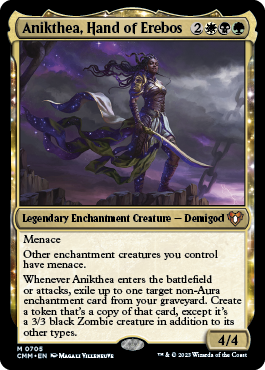 Anikthea, Hand of Erebos 2
Legendary Enchantment Creature — Demigod
Menace
Other enchantment creatures you control
have menace.
Whenever Anikthea enters the battlefield
or attacks, exile up to one target non-Aura
enchantment card from your graveyard. Create
a token that's a copy of that card, except it's
a 3/3 black Zombie creature in addition to its
other types.
4/4
M 0705
CMM • EN MAGALI VILLENEUVE
™ & © 2023 Wizards of the Coast